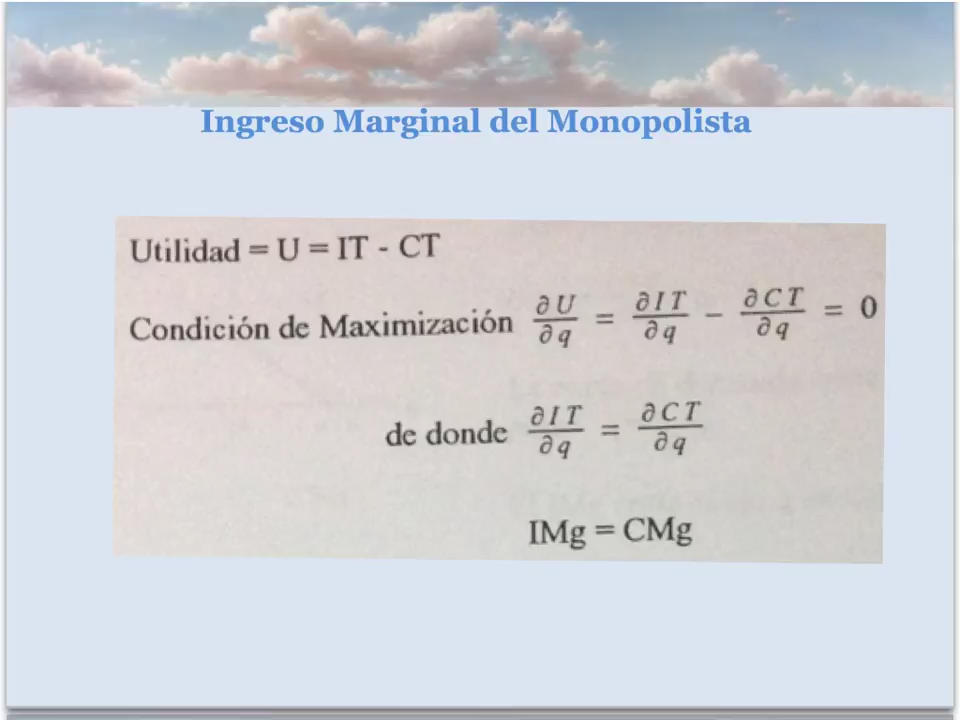 Ingreso Marginal del Monopolista
Utilidad = U = IT - CT
Condición de Maximización ∂U/∂q = ∂IT/∂q − ∂CT/∂q = 0
de donde ∂IT/∂q = ∂CT/∂q
IMg = CMg